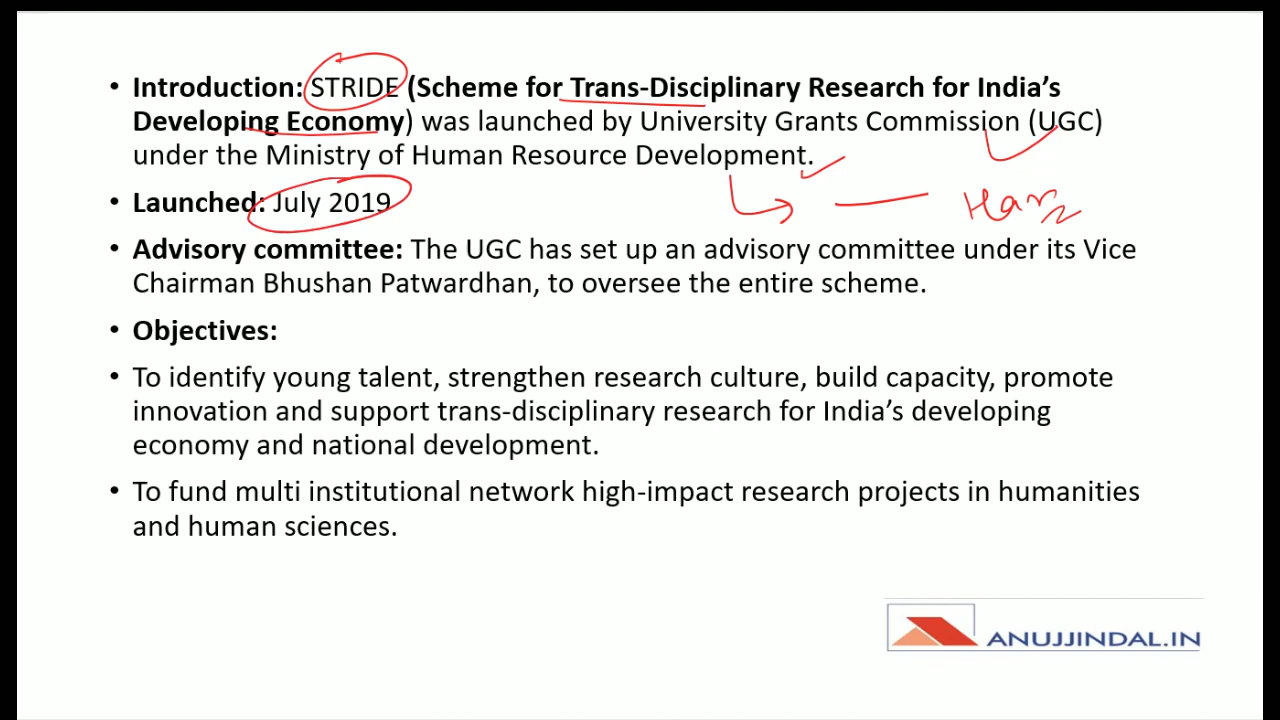 • Introduction: STRIDE (Scheme for Trans-Disciplinary Research for India's
Developing Economy) was launched by University Grants Commission (UGC)
under the Ministry of Human Resource Development.
• Launched: July 2019
• Advisory committee: The UGC has set up an advisory committee under its Vice
Chairman Bhushan Patwardhan, to oversee the entire scheme.
• Objectives:
• To identify young talent, strengthen research culture, build capacity, promote
innovation and support trans-disciplinary research for India's developing
economy and national development.
• To fund multi institutional network high-impact research projects in humanities
and human sciences.
ANUJJINDAL.IN